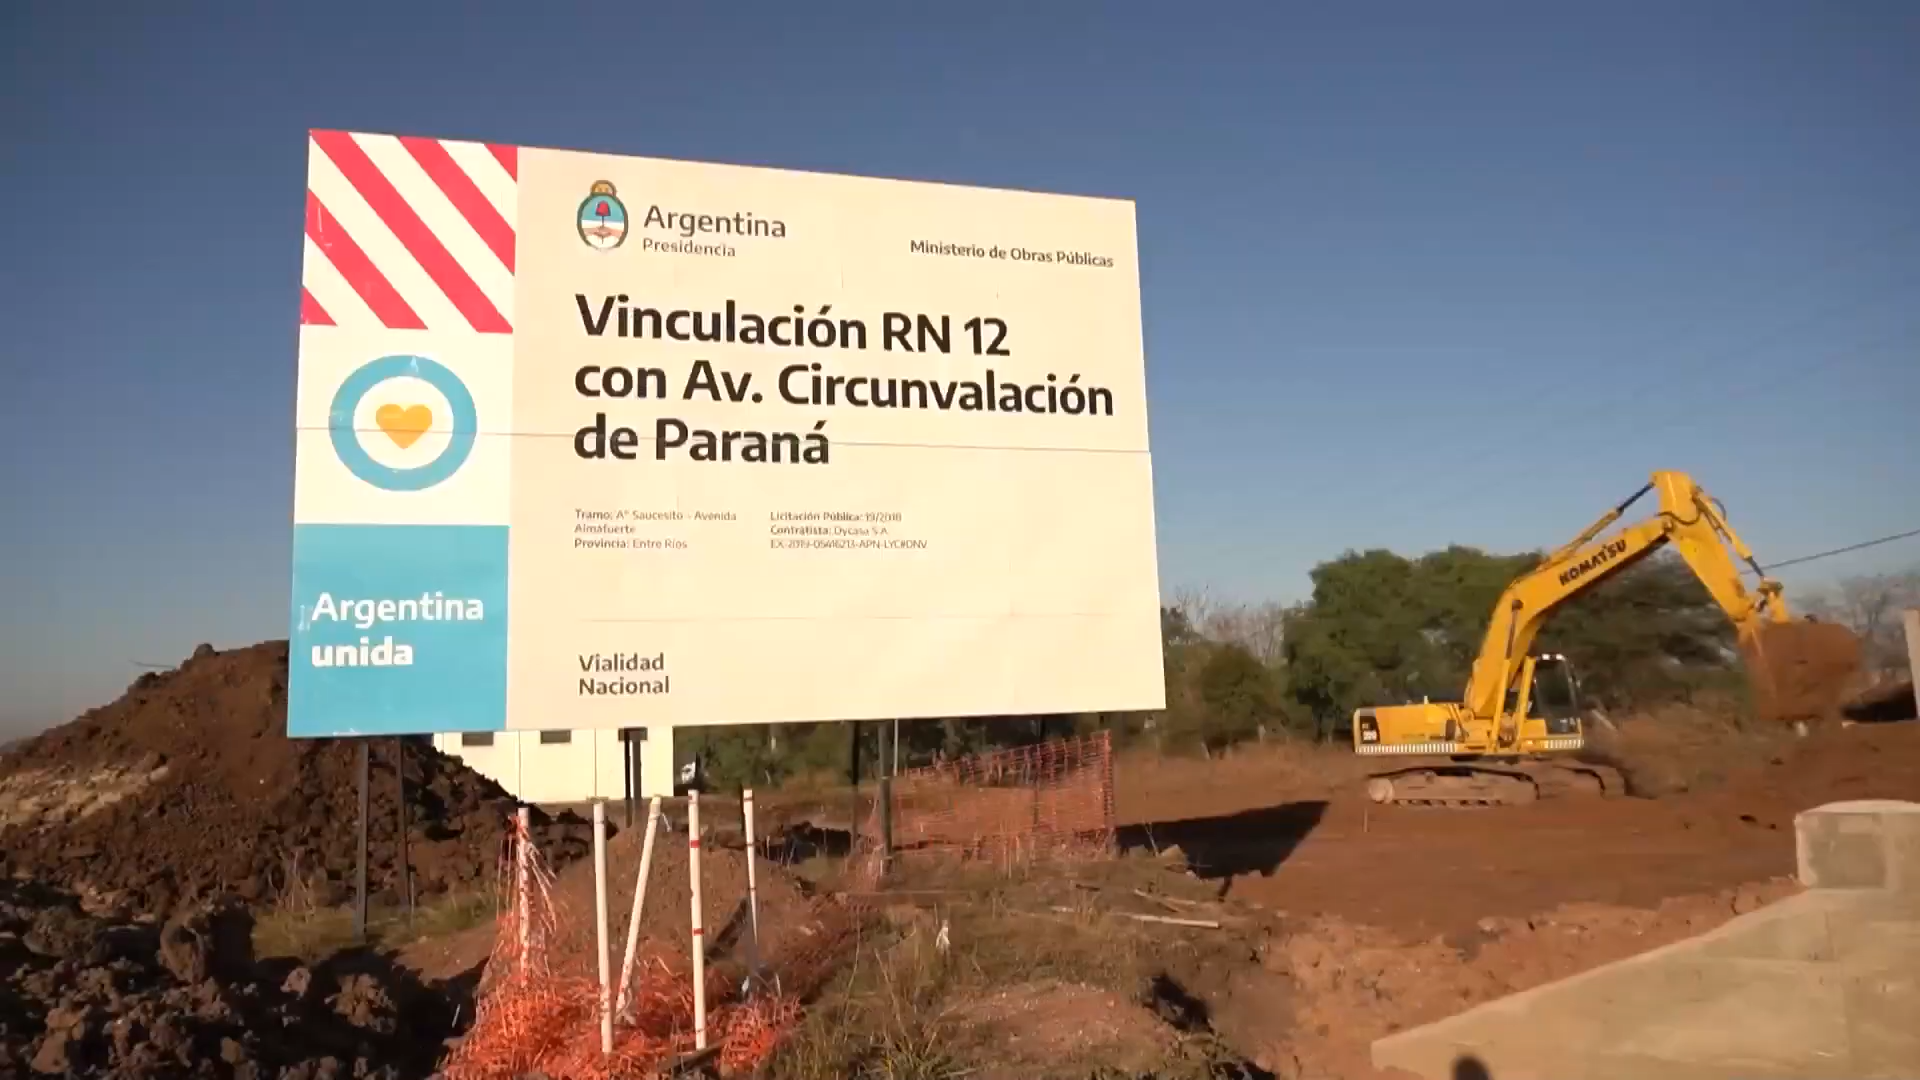 Argentina
Presidencia
Ministerio de Obras Públicas
Vinculación RN 12
con Av. Circunvalación
de Paraná
Tramo: A° Saucesito - Avenida
Almafuerte
Provincia: Entre Ríos
Licitación Pública: 19/2018
Contratista: Dycasa S.A.
Vialidad
Nacional
Argentina
unida
KOMATSU